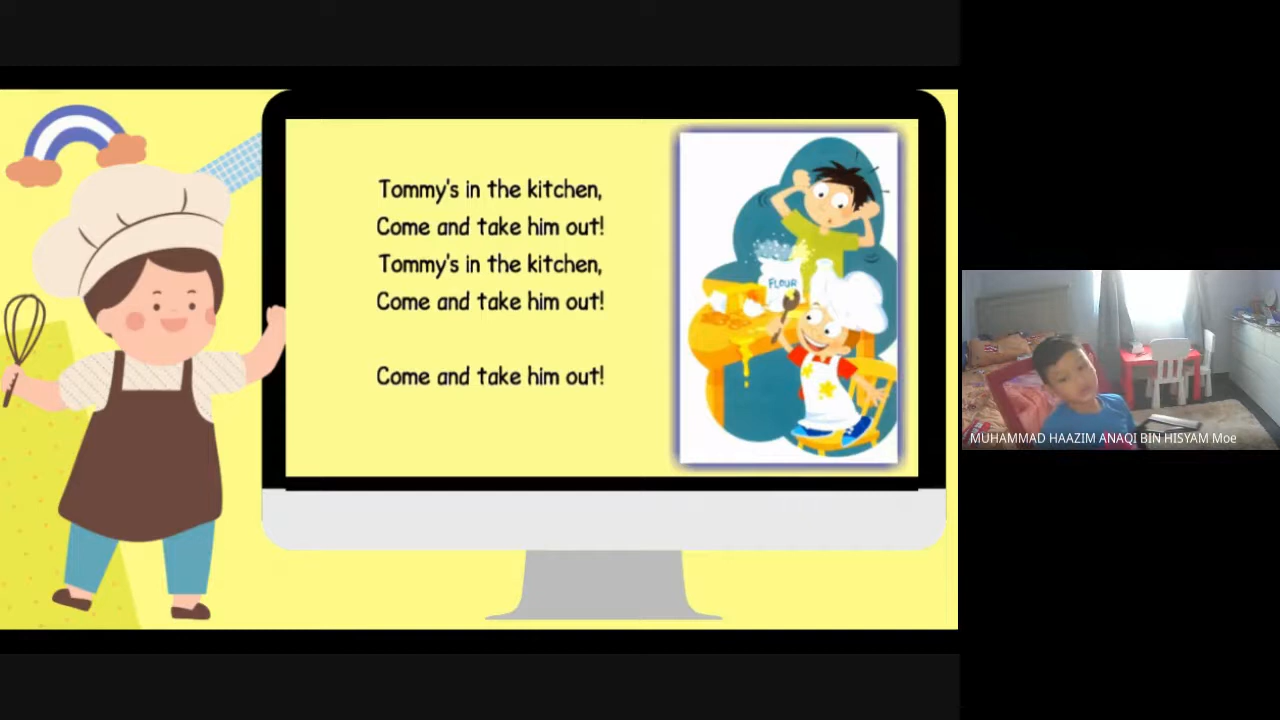 Tommy's in the kitchen,
Come and take him out!
Tommy's in the kitchen,
Come and take him out!
Come and take him out!
FLOUR
MUHAMMAD HAAZIM ANAQI BIN HISYAM Moe